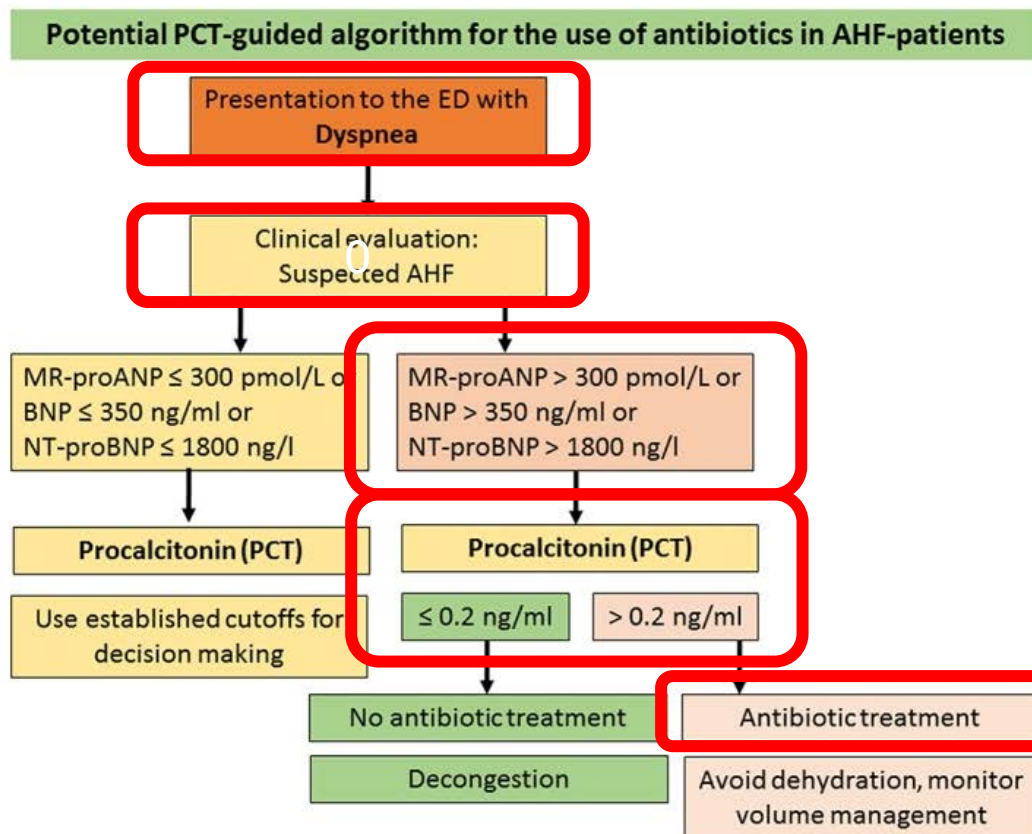 Potential PCT-guided algorithm for the use of antibiotics in AHF-patients
Presentation to the ED with
Dyspnea
Clinical evaluation:
Suspected AHF
0
MR-proANP ≤ 300 pmol/L or
BNP ≤ 350 ng/ml or
NT-proBNP ≤ 1800 ng/l
MR-proANP > 300 pmol/L or
BNP > 350 ng/ml or
NT-proBNP > 1800 ng/l
Procalcitonin (PCT)
Use established cutoffs for
decision making
Procalcitonin (PCT)
≤ 0.2 ng/ml
> 0.2 ng/ml
No antibiotic treatment
Decongestion
Antibiotic treatment
Avoid dehydration, monitor
volume management